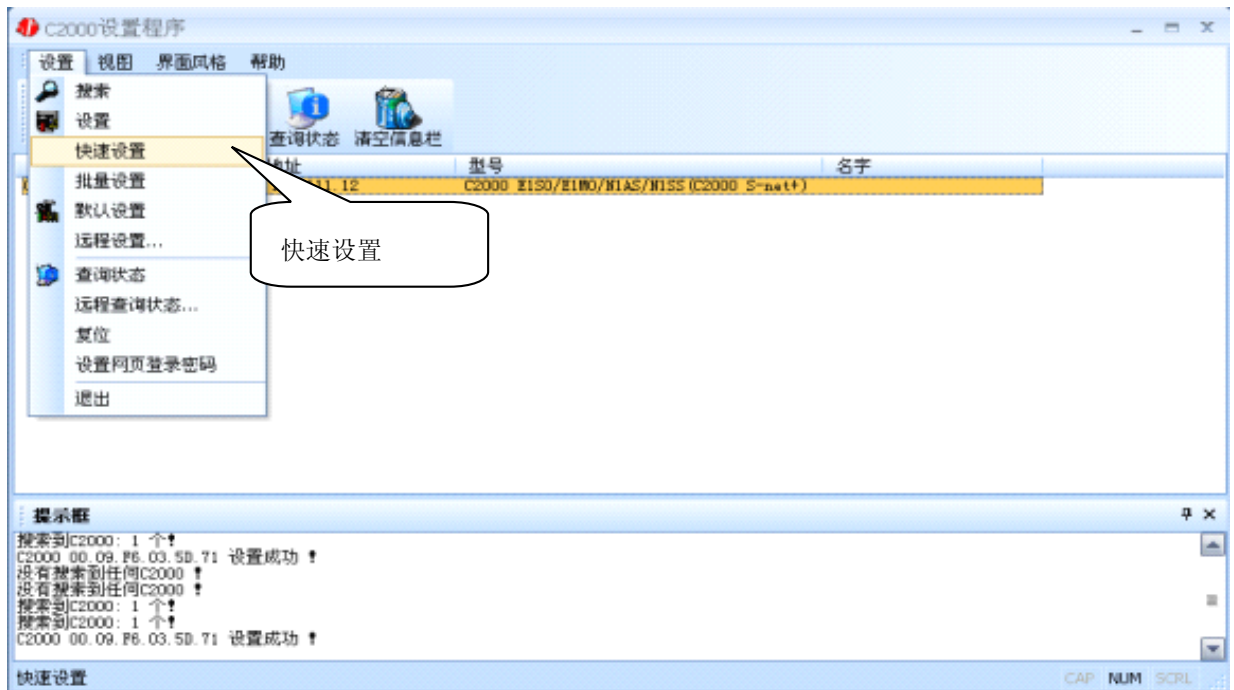 C2000设置程序
设置 视图 界面风格 帮助
搜索
设置
快速设置
批量设置
默认设置
远程设置...
查询状态
远程查询状态...
复位
设置网页登录密码
退出
查询状态 清空信息栏
地址 型号 名字
11.12 C2000 E1S0/E1M0/N1AS/N1SS(C2000 S-net+)
快速设置
提示框
搜索到C2000: 1 个!
C2000 00.09.F6.03.5D.71 设置成功 !
没有搜索到任何C2000 !
没有搜索到任何C2000 !
搜索到C2000: 1 个!
搜索到C2000: 1 个!
C2000 00.09.F6.03.5D.71 设置成功 !
快速设置 CAP NUM SCRL